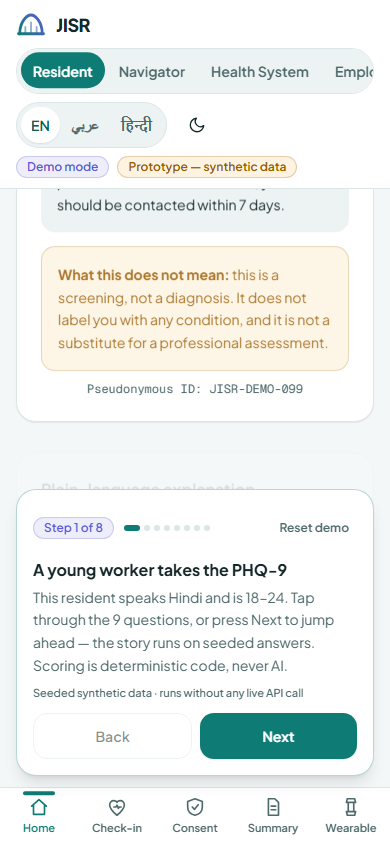 JISR
Resident Navigator Health System Emplo
EN عربي हिन्दी
Demo mode Prototype — synthetic data
should be contacted within 7 days.
What this does not mean: this is a
screening, not a diagnosis. It does not
label you with any condition, and it is not a
substitute for a professional assessment.
Pseudonymous ID: JISR-DEMO-099
Plain-language explanation
Step 1 of 8 Reset demo
A young worker takes the PHQ-9
This resident speaks Hindi and is 18–24. Tap
through the 9 questions, or press Next to jump
ahead — the story runs on seeded answers.
Scoring is deterministic code, never AI.
Seeded synthetic data · runs without any live API call
Back Next
Home Check-in Consent Summary Wearable